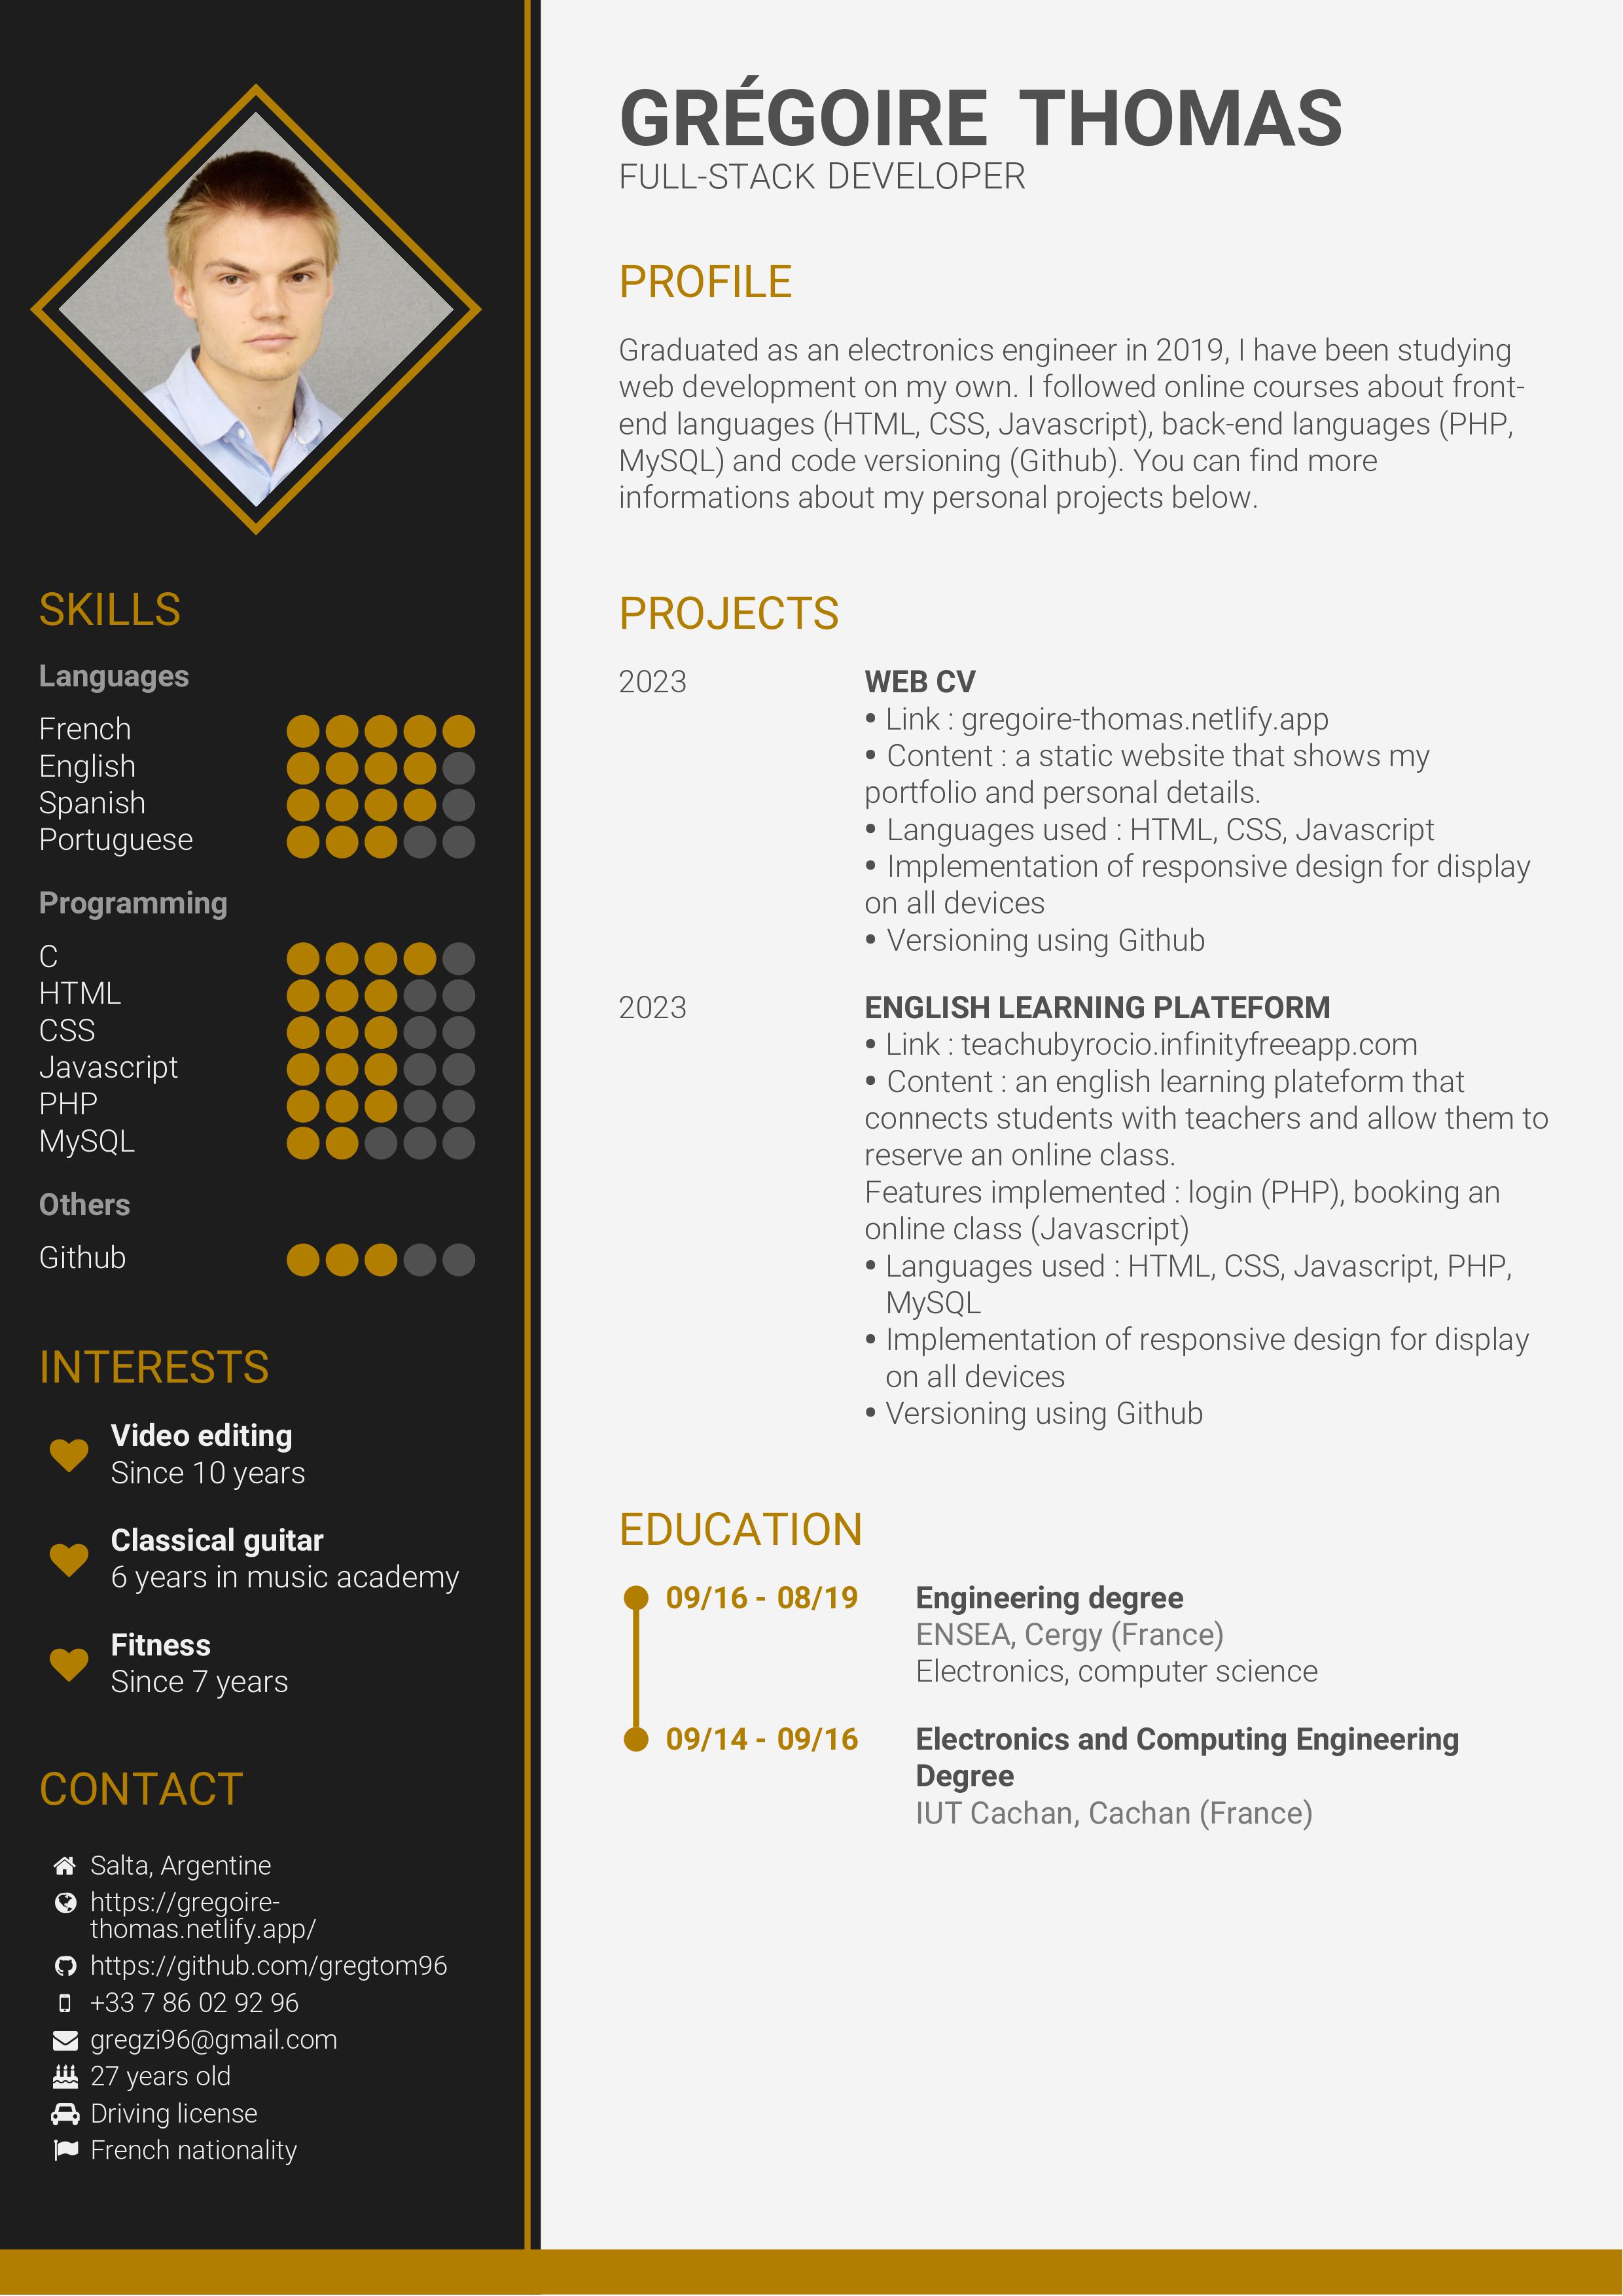 GRÉGOIRE THOMAS
FULL-STACK DEVELOPER
PROFILE
Graduated as an electronics engineer in 2019, I have been studying
web development on my own. I followed online courses about front-
end languages (HTML, CSS, Javascript), back-end languages (PHP,
MySQL) and code versioning (Github). You can find more
informations about my personal projects below.
PROJECTS
2023
WEB CV
• Link : gregoire-thomas.netlify.app
• Content : a static website that shows my
portfolio and personal details.
• Languages used : HTML, CSS, Javascript
• Implementation of responsive design for display
on all devices
• Versioning using Github
2023
ENGLISH LEARNING PLATEFORM
• Link : teachubyrocio.infinityfreeapp.com
• Content : an english learning plateform that
connects students with teachers and allow them to
reserve an online class.
Features implemented : login (PHP), booking an
online class (Javascript)
• Languages used : HTML, CSS, Javascript, PHP,
MySQL
• Implementation of responsive design for display
on all devices
• Versioning using Github
EDUCATION
09/16 - 08/19
Engineering degree
ENSEA, Cergy (France)
Electronics, computer science
09/14 - 09/16
Electronics and Computing Engineering
Degree
IUT Cachan, Cachan (France)
SKILLS
Languages
French
English
Spanish
Portuguese
Programming
C
HTML
CSS
Javascript
PHP
MySQL
Others
Github
INTERESTS
Video editing
Since 10 years
Classical guitar
6 years in music academy
Fitness
Since 7 years
CONTACT
Salta, Argentine
https://gregoire-
thomas.netlify.app/
https://github.com/gregtom96
+33 7 86 02 92 96
gregzi96@gmail.com
27 years old
Driving license
French nationality